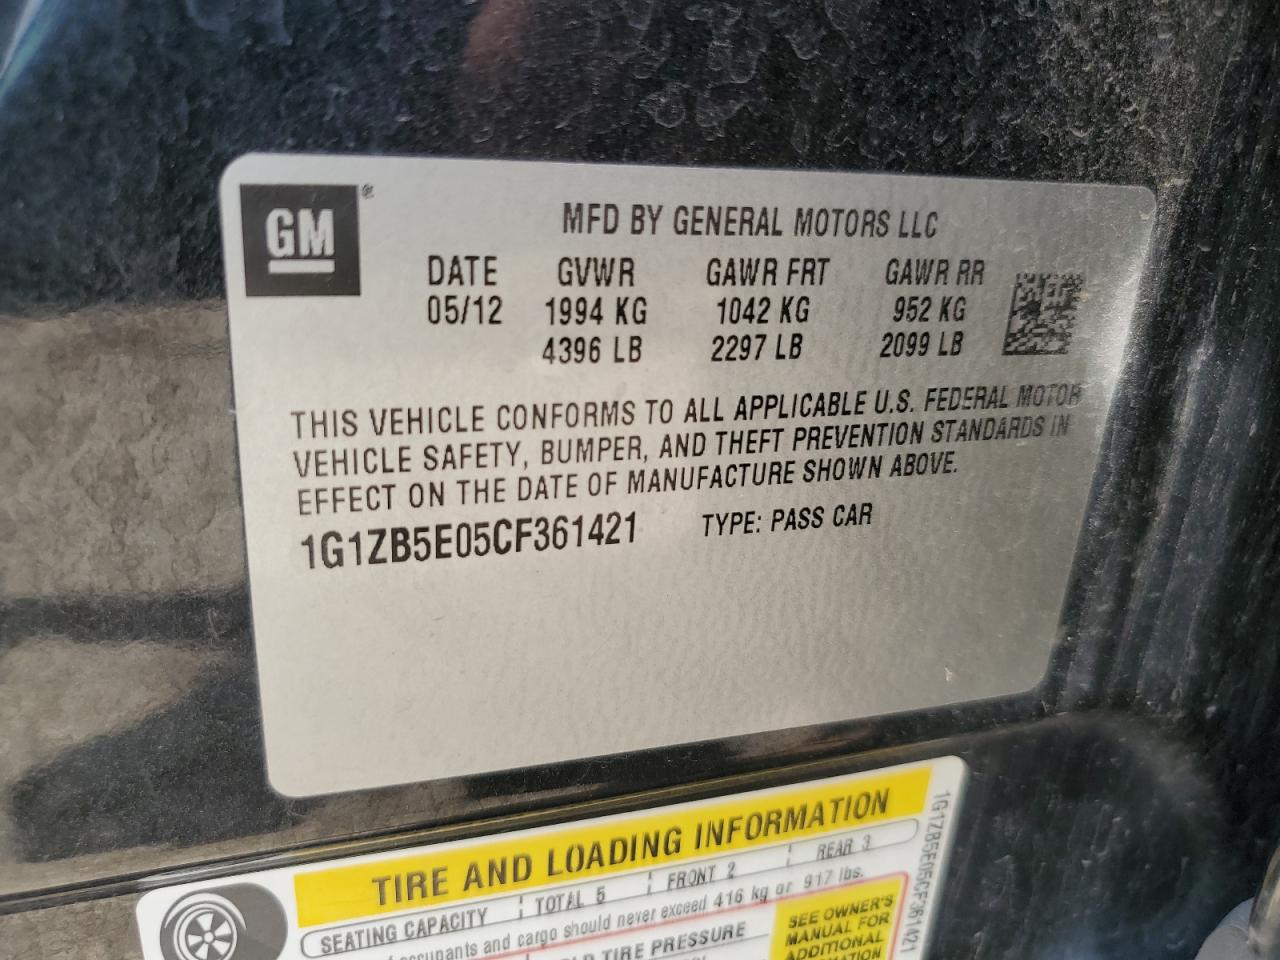 GM ®
MFD BY GENERAL MOTORS LLC
DATE GVWR GAWR FRT GAWR RR
05/12 1994 KG 1042 KG 952 KG
4396 LB 2297 LB 2099 LB
THIS VEHICLE CONFORMS TO ALL APPLICABLE U.S. FEDERAL MOTOR
VEHICLE SAFETY, BUMPER, AND THEFT PREVENTION STANDARDS IN
EFFECT ON THE DATE OF MANUFACTURE SHOWN ABOVE.
1G1ZB5E05CF361421 TYPE: PASS CAR
TIRE AND LOADING INFORMATION
SEATING CAPACITY TOTAL 5 FRONT 2 REAR 3
and cargo should never exceed 416 kg or 917 lbs.
TIRE PRESSURE
SEE OWNER'S
MANUAL FOR
ADDITIONAL
1G1ZB5E05CF361421